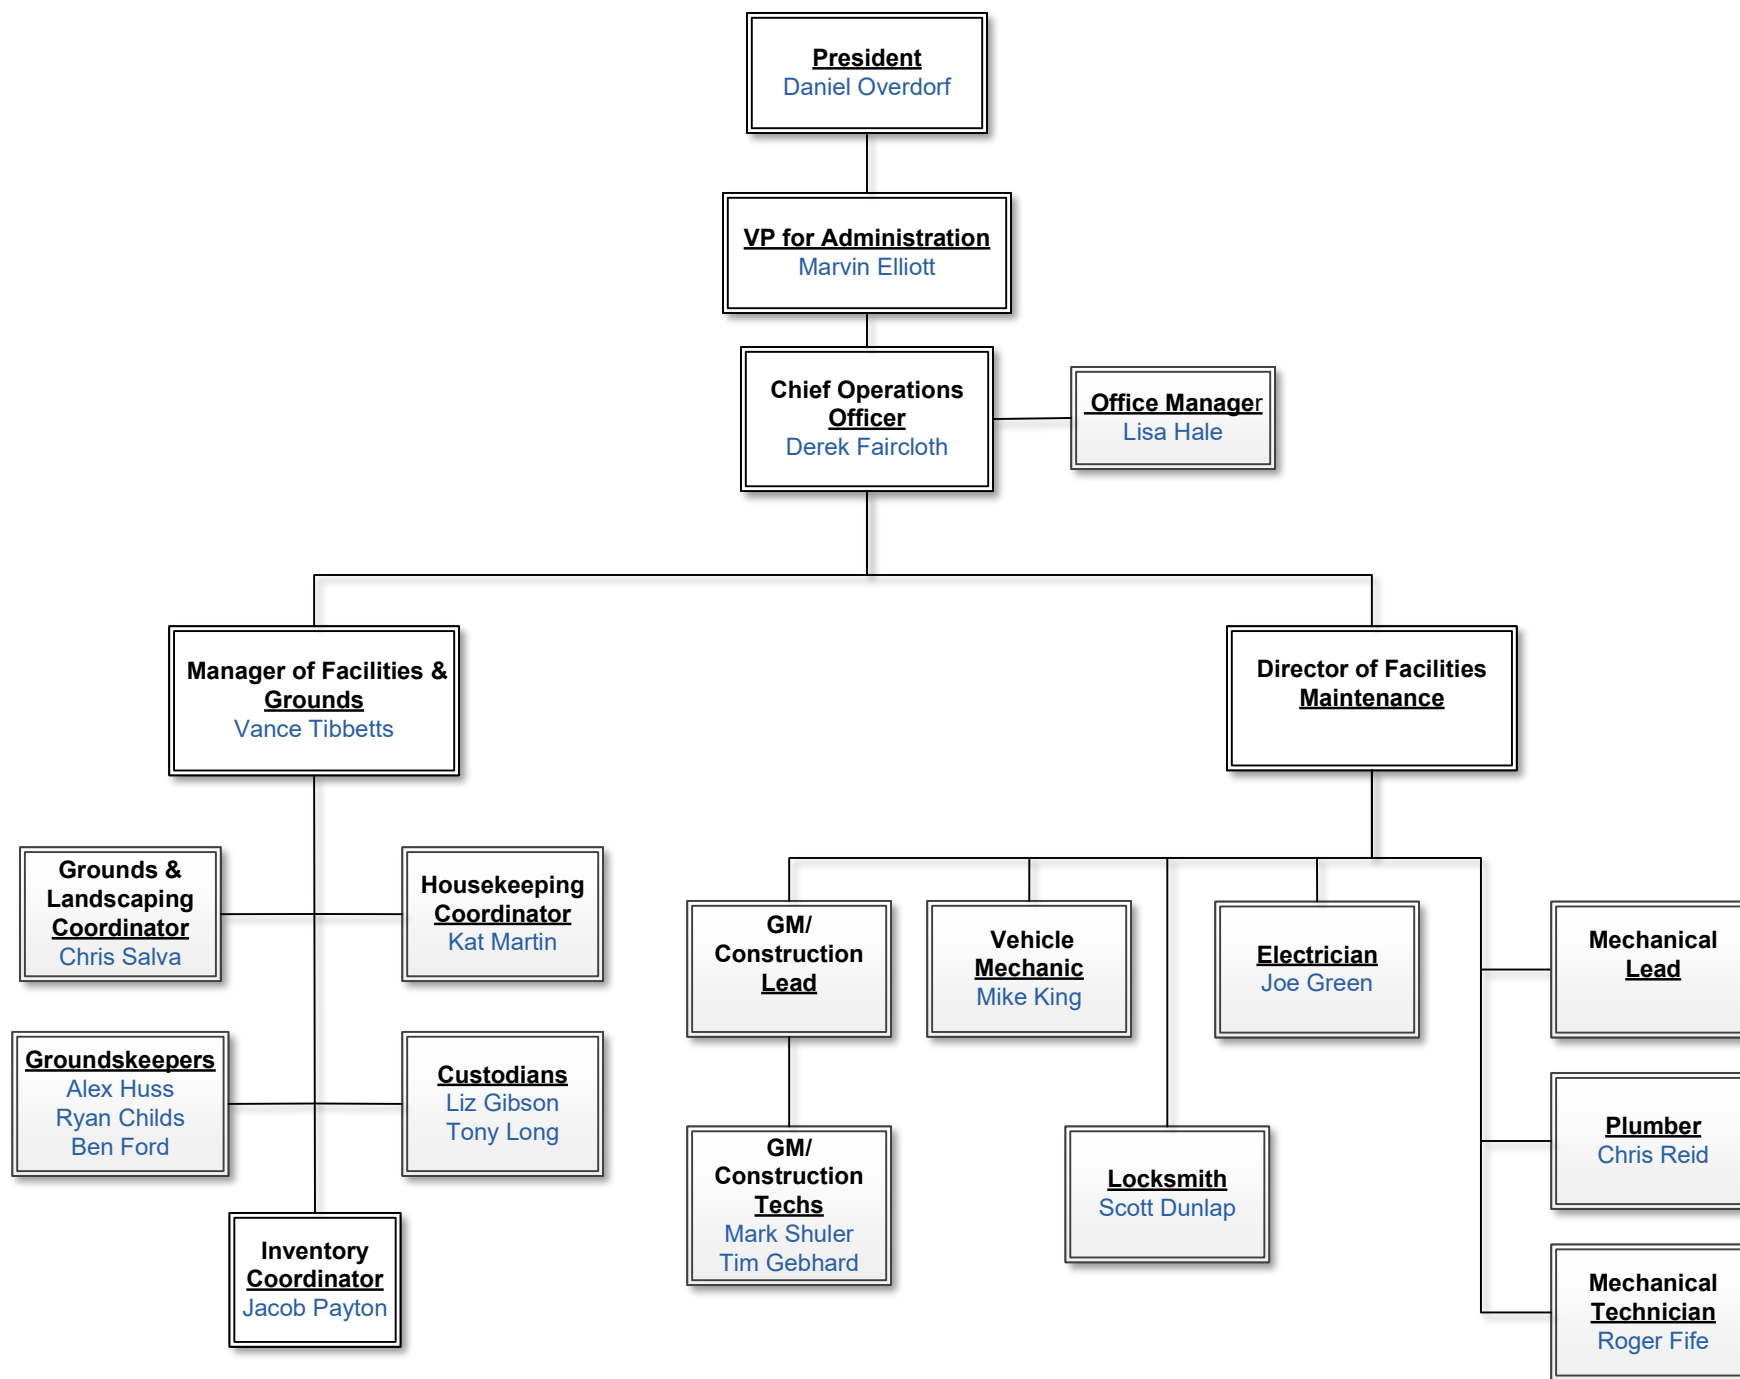 President
Daniel Overdorf
VP for Administration
Marvin Elliott
Chief Operations
Officer
Derek Faircloth
Office Manager
Lisa Hale
Manager of Facilities &
Grounds
Vance Tibbetts
Director of Facilities
Maintenance
Grounds &
Landscaping
Coordinator
Chris Salva
Housekeeping
Coordinator
Kat Martin
Groundskeepers
Alex Huss
Ryan Childs
Ben Ford
Custodians
Liz Gibson
Tony Long
Inventory
Coordinator
Jacob Payton
GM/
Construction
Lead
Vehicle
Mechanic
Mike King
Electrician
Joe Green
Mechanical
Lead
GM/
Construction
Techs
Mark Shuler
Tim Gebhard
Locksmith
Scott Dunlap
Plumber
Chris Reid
Mechanical
Technician
Roger Fife